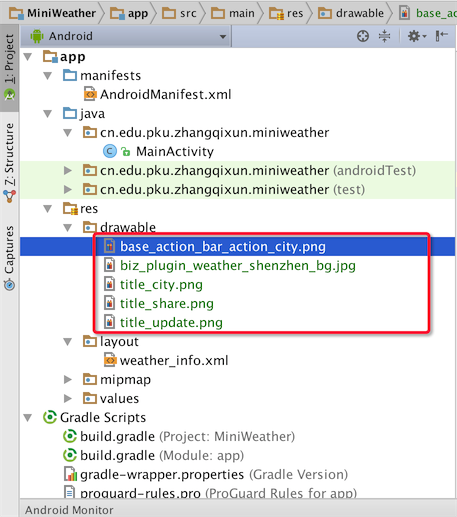 MiniWeather app src main res drawable base_ac
Android
1: Project
app
manifests
AndroidManifest.xml
java
cn.edu.pku.zhangqixun.miniweather
MainActivity
cn.edu.pku.zhangqixun.miniweather (androidTest)
cn.edu.pku.zhangqixun.miniweather (test)
Z: Structure
res
drawable
Captures
base_action_bar_action_city.png
biz_plugin_weather_shenzhen_bg.jpg
title_city.png
title_share.png
title_update.png
layout
weather_info.xml
mipmap
values
Gradle Scripts
build.gradle (Project: MiniWeather)
build.gradle (Module: app)
gradle-wrapper.properties (Gradle Version)
proguard-rules.pro (ProGuard Rules for app)
Android Monitor